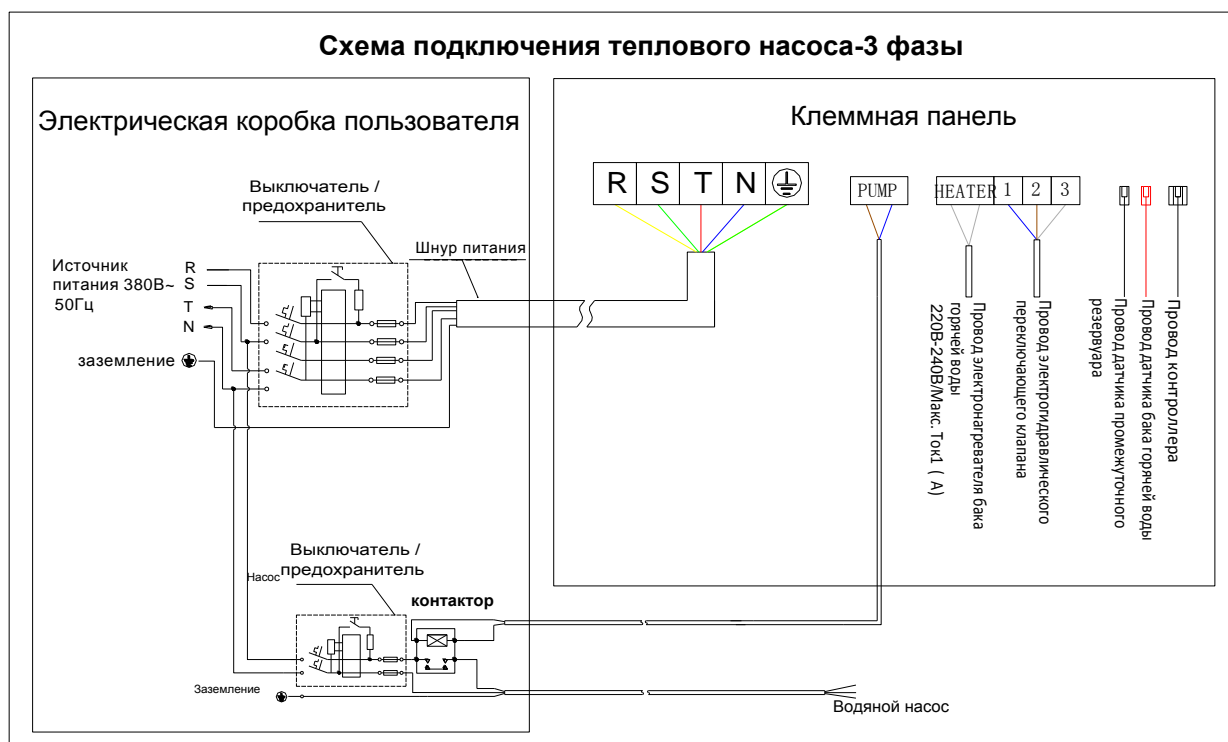 Схема подключения теплового насоса-3 фазы
Электрическая коробка пользователя
Выключатель /
предохранитель
Шнур питания
Источник
питания 380В~
50Гц
R
S
T
N
заземление
Выключатель /
предохранитель
Насос
контактор
Заземление
Водяной насос
Клеммная панель
R S T N
PUMP
HEATER 1 2 3
Провод электронагревателя бака
горячей воды
220В-240В/Макс. Ток1 ( А)
Провод электрогидравлического
переключающего клапана
Провод датчика промежуточного
резервуара
Провод датчика бака горячей воды
Провод контроллера